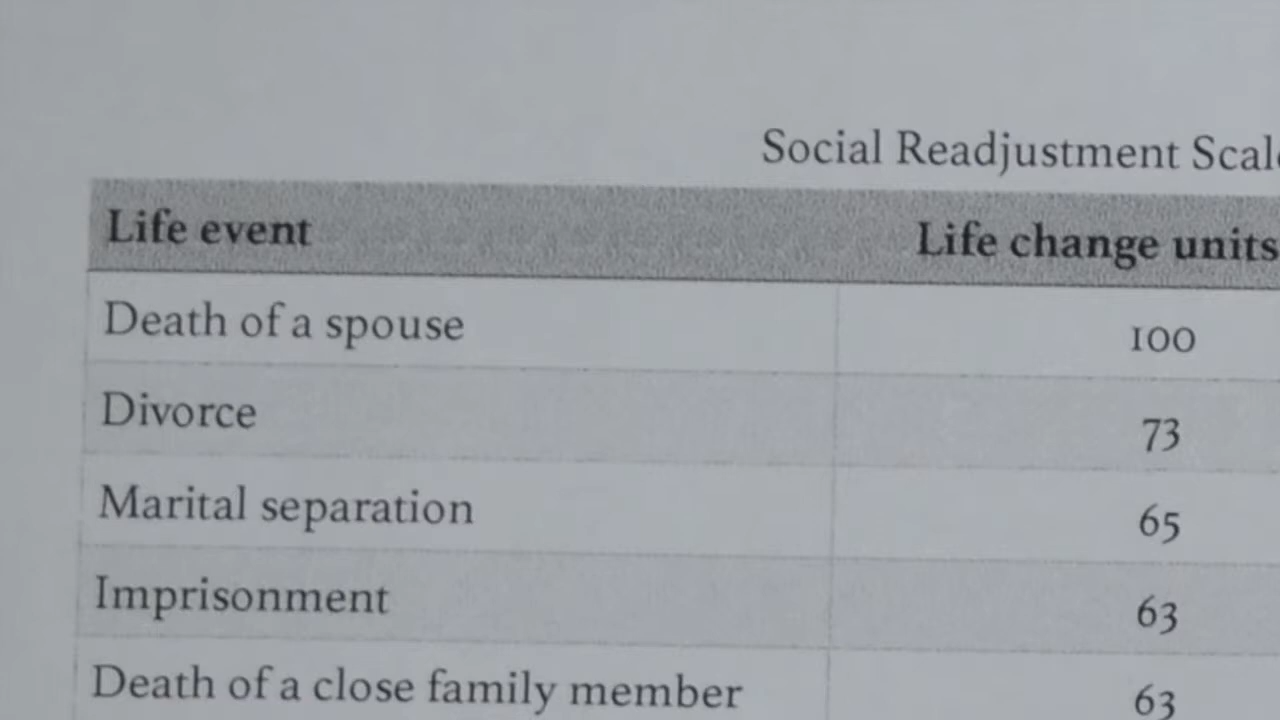 Social Readjustment
Life event Life change units
Death of a spouse 100
Divorce 73
Marital separation 65
Imprisonment 63
Death of a close family member 63